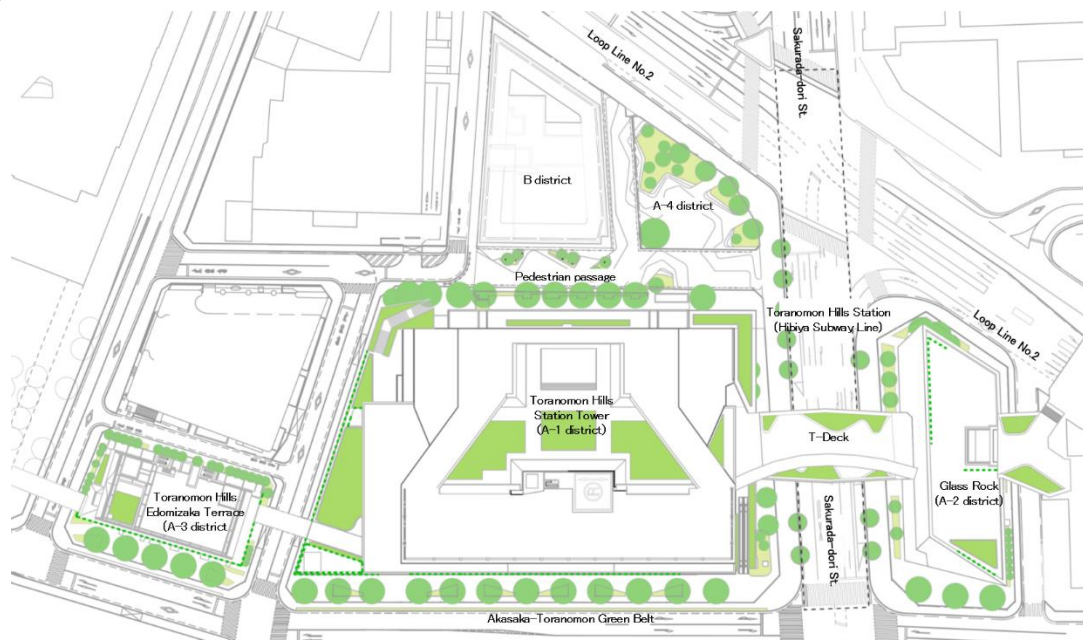 Loop Line No.2
Sakurada-dori St.
B district
A-4 district
Pedestrian passage
Toranomon Hills Station
(Hibiya Subway Line)
Loop Line No.2
Toranomon Hills
Station Tower
(A-1 district)
T-Deck
Glass Rock
(A-2 district)
Toranomon Hills
Edomizaka Terrace
(A-3 district
Sakurada-dori St.
Akasaka-Toranomon Green Belt
H